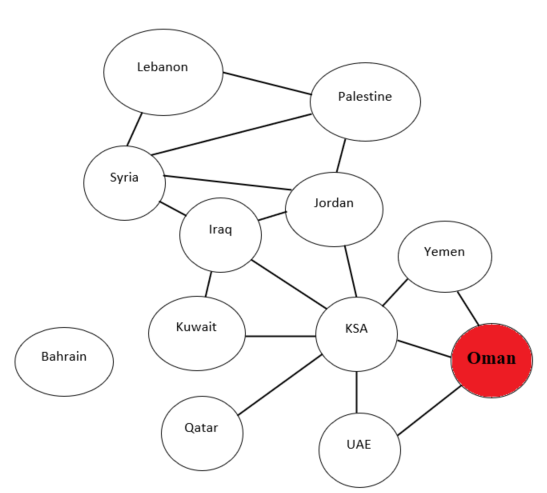 Lebanon
Palestine
Syria
Jordan
Iraq
Yemen
Kuwait
KSA
Bahrain
Oman
Qatar
UAE